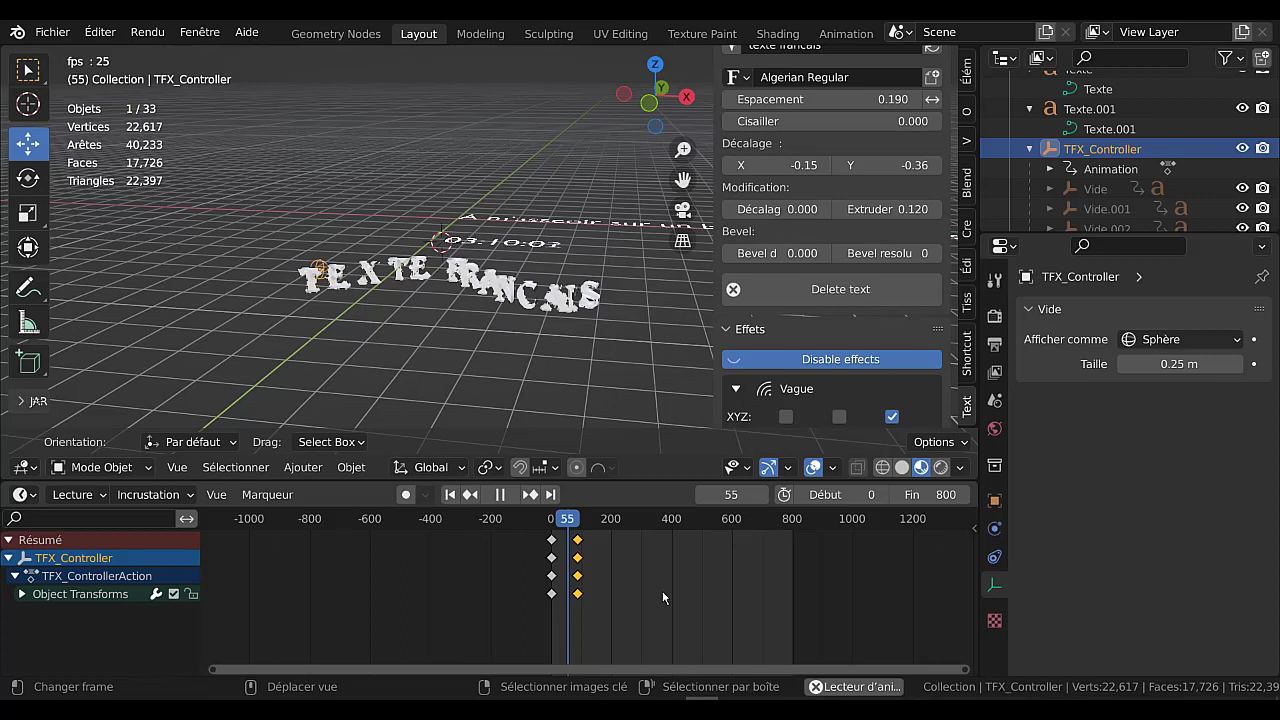 Fichier Éditer Rendu Fenêtre Aide Geometry Nodes Layout Modeling Sculpting UV Editing Texture Paint Shading Animation Scene View Layer
fps : 25
(55) Collection | TFX_Controller
Objets 1 / 33
Vertices 22,617
Arêtes 40,233
Faces 17,726
Triangles 22,397
Z
Y
X
03:10:02
TEXTE FRANCAIS
JAR
texte francais
F Algerian Regular
Espacement 0.190
Cisailler 0.000
Décalage :
X -0.15 Y -0.36
Modification:
Décalag 0.000 Extruder 0.120
Bevel:
Bevel d 0.000 Bevel resolu 0
Delete text
Effets
Disable effects
Vague
XYZ:
Élém
O
V
Blend
Cre
Édi
Tiss
Shortcut
Text
Texte
Texte.001
Texte.001
TFX_Controller
Animation
Vide
Vide.001
Vide.002
TFX_Controller
Vide
Afficher comme Sphère
Taille 0.25 m
Orientation: Par défaut Drag: Select Box Options
Mode Objet Vue Sélectionner Ajouter Objet Global
Lecture Incrustation Vue Marqueur 55 Début 0 Fin 800
-1000 -800 -600 -400 -200 0 55 200 400 600 800 1000 1200
Résumé
TFX_Controller
TFX_ControllerAction
Object Transforms
Changer frame Déplacer vue Sélectionner images clé Sélectionner par boîte Lecteur d'ani... Collection | TFX_Controller | Verts:22,617 | Faces:17,726 | Tris:22,39